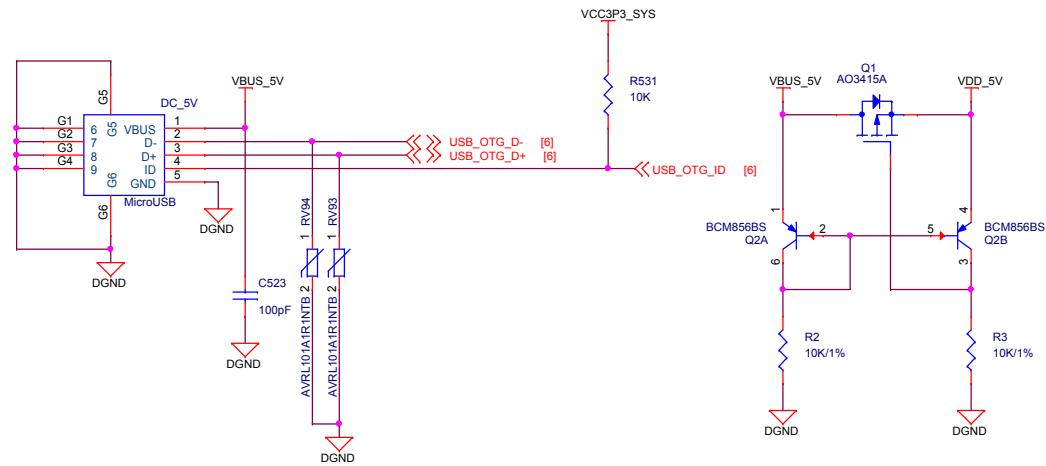 VCC3P3_SYS
R531
10K
VBUS_5V
DC_5V
G5
G1
G2
G3
G4
6
7
8
9
G5
G6
VBUS
D-
D+
ID
GND
1
2
3
4
5
MicroUSB
G6
DGND
DGND
USB_OTG_D- [6]
USB_OTG_D+ [6]
USB_OTG_ID [6]
C523
100pF
DGND
RV94
1
2
AVRL101A1R1NTB
RV93
1
2
AVRL101A1R1NTB
DGND
Q1
AO3415A
VBUS_5V
VDD_5V
1
BCM856BS
Q2A
2
6
4
5
BCM856BS
Q2B
3
R2
10K/1%
DGND
R3
10K/1%
DGND